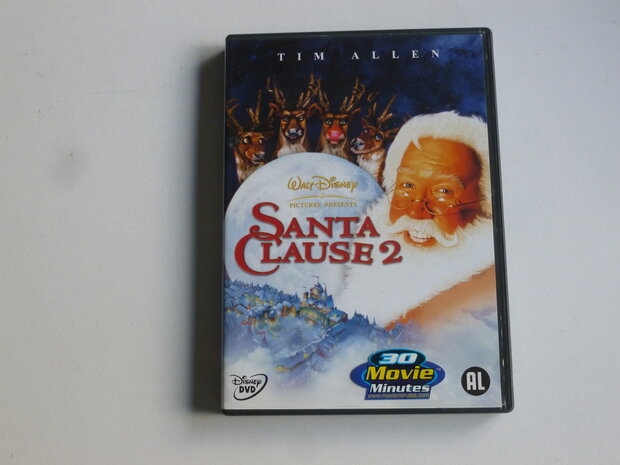 TIM ALLEN
WALT DISNEY
PICTURES PRESENTS
SANTA
CLAUSE 2
DISNEY
DVD
30
Movie
Minutes
www.movieminutes.com
AL